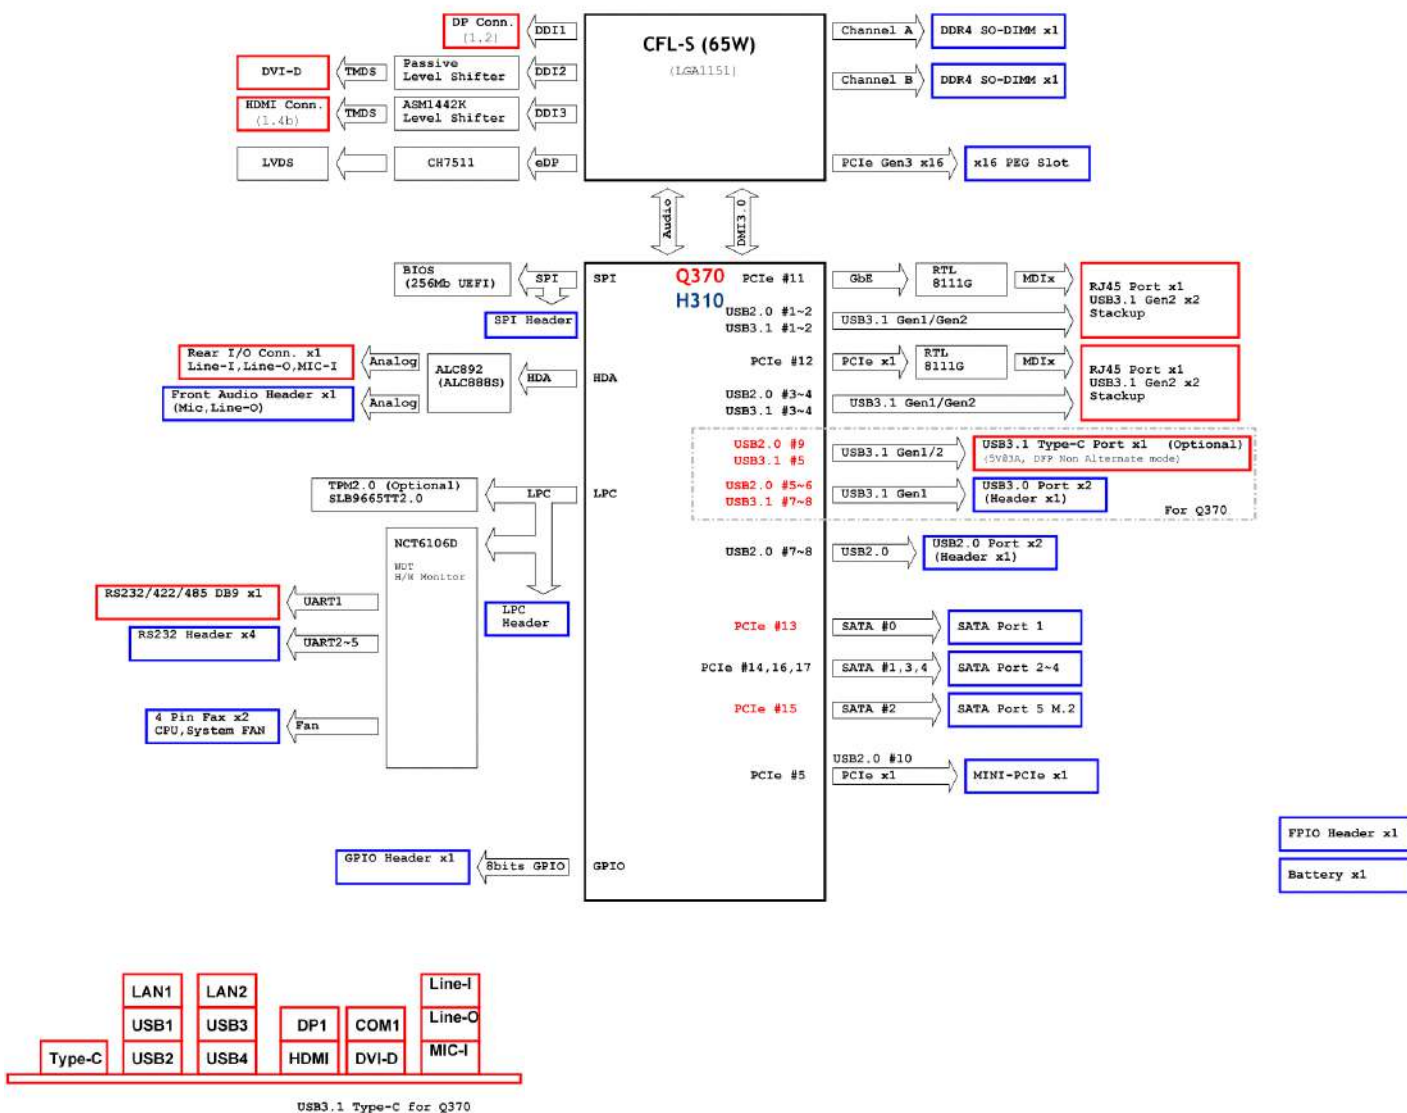 DP Conn.
(1.2)
DDI1
CFL-S (65W)
(LGA1151)
Channel A
DDR4 SO-DIMM x1
DVI-D
TMDS
Passive
Level Shifter
DDI2
Channel B
DDR4 SO-DIMM x1
HDMI Conn.
(1.4b)
TMDS
ASM1442K
Level Shifter
DDI3
LVDS
CH7511
eDP
PCIe Gen3 x16
x16 PEG Slot
Audio
DMI3.0
BIOS
(256Mb UEFI)
SPI
SPI
Q370
H310
PCIe #11
GbE
RTL
8111G
MDIx
RJ45 Port x1
USB3.1 Gen2 x2
Stackup
SPI Header
USB2.0 #1~2
USB3.1 #1~2
USB3.1 Gen1/Gen2
Rear I/O Conn. x1
Line-I,Line-O,MIC-I
Analog
ALC892
(ALC888S)
HDA
HDA
PCIe #12
PCIe x1
RTL
8111G
MDIx
RJ45 Port x1
USB3.1 Gen2 x2
Stackup
Front Audio Header x1
(Mic,Line-O)
Analog
USB2.0 #3~4
USB3.1 #3~4
USB3.1 Gen1/Gen2
USB2.0 #9
USB3.1 #5
USB3.1 Gen1/2
USB3.1 Type-C Port x1 (Optional)
(5V@3A, DFP Non Alternate mode)
TPM2.0 (Optional)
SLB9665TT2.0
LPC
LPC
USB2.0 #5~6
USB3.1 #7~8
USB3.1 Gen1
USB3.0 Port x2
(Header x1)
For Q370
NCT6106D
WDT
H/W Monitor
USB2.0 #7~8
USB2.0
USB2.0 Port x2
(Header x1)
RS232/422/485 DB9 x1
UART1
LPC
Header
RS232 Header x4
UART2~5
PCIe #13
SATA #0
SATA Port 1
PCIe #14,16,17
SATA #1,3,4
SATA Port 2~4
4 Pin Fax x2
CPU,System FAN
Fan
PCIe #15
SATA #2
SATA Port 5 M.2
USB2.0 #10
PCIe #5
PCIe x1
MINI-PCIe x1
FPIO Header x1
GPIO Header x1
8bits GPIO
GPIO
Battery x1
LAN1
LAN2
Line-I
USB1
USB3
DP1
COM1
Line-O
Type-C
USB2
USB4
HDMI
DVI-D
MIC-I
USB3.1 Type-C for Q370